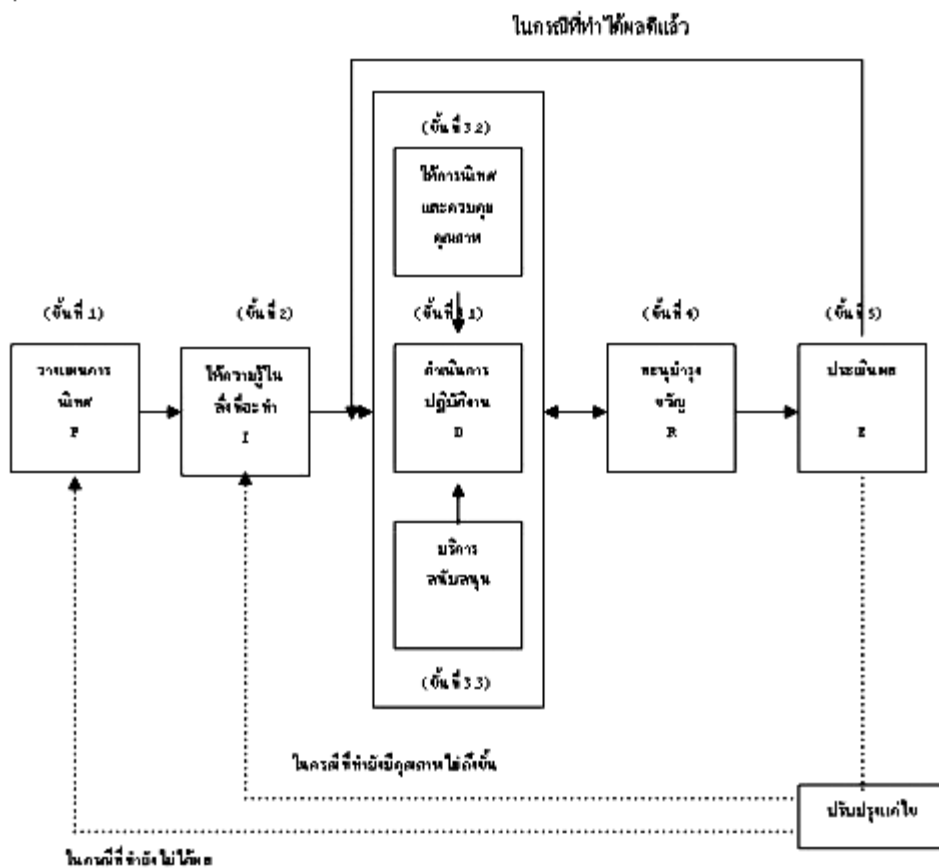 ในกรณีที่ทำได้ผลดีแล้ว
(ขั้นที่ 3.2)
ให้การนิเทศ
และควบคุม
คุณภาพ
(ขั้นที่ 1)
วางแผนการ
นิเทศ
P
(ขั้นที่ 2)
ให้ความรู้ใน
สิ่งที่จะทำ
I
(ขั้นที่ .1)
ดำเนินการ
ปฏิบัติงาน
D
(ขั้นที่ 4)
ขวัญ
R
(ขั้นที่ 5)
ประเมินผล
E
บริการ
สนับสนุน
(ขั้นที่ 3.3)
ในกรณีที่ทำยังมีคุณภาพไม่ถึงขั้น
ปรับปรุงแก้ไข
ในกรณีที่ทำยังไม่ได้ผล